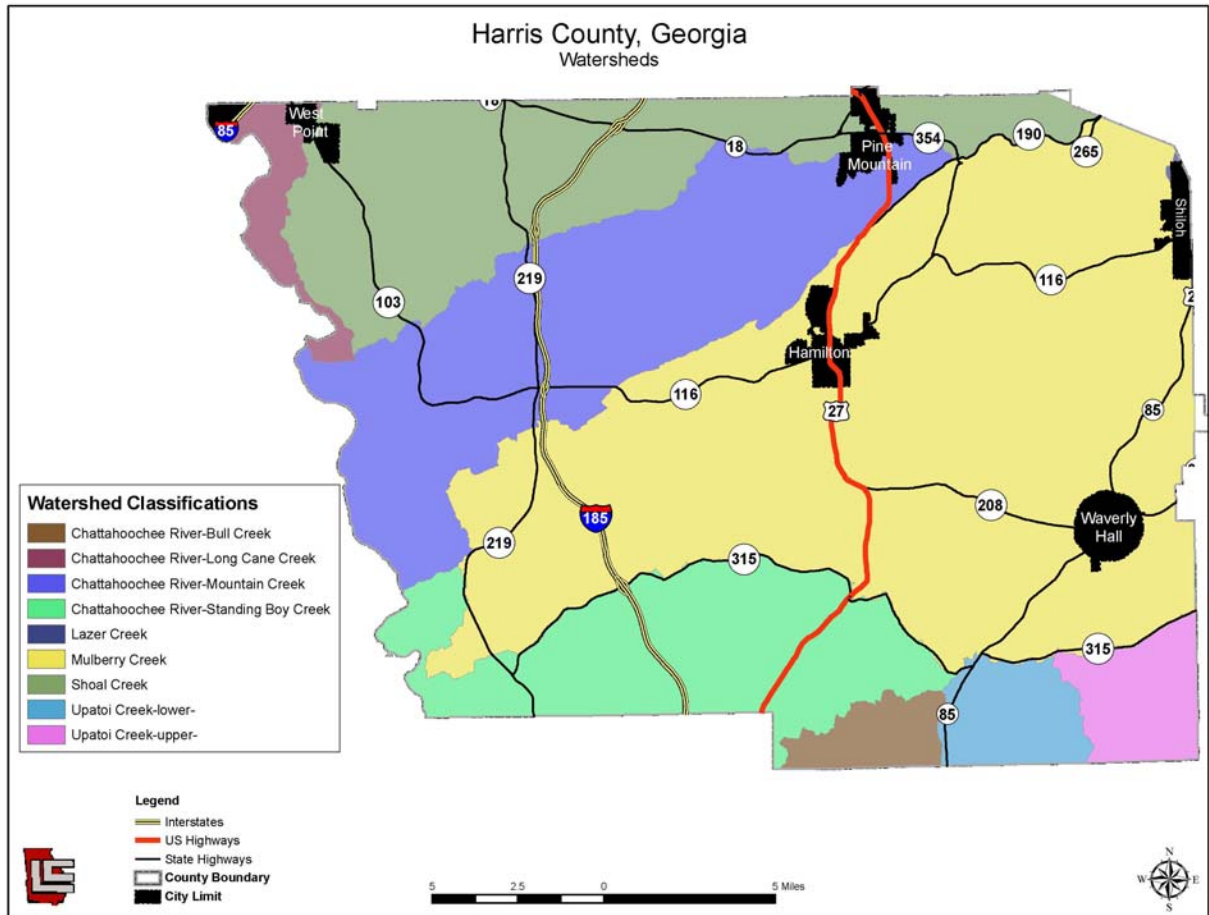 Harris County, Georgia
Watersheds
85
West
Point
18
18
Pine
Mountain
354
190
265
Shiloh
219
103
116
Hamilton
116
27
85
185
208
Waverly
Hall
219
315
315
85
Watershed Classifications
Chattahoochee River-Bull Creek
Chattahoochee River-Long Cane Creek
Chattahoochee River-Mountain Creek
Chattahoochee River-Standing Boy Creek
Lazer Creek
Mulberry Creek
Shoal Creek
Upatoi Creek-lower-
Upatoi Creek-upper-
Legend
Interstates
US Highways
State Highways
County Boundary
City Limit
5 2.5 0 5 Miles
N
W E
S